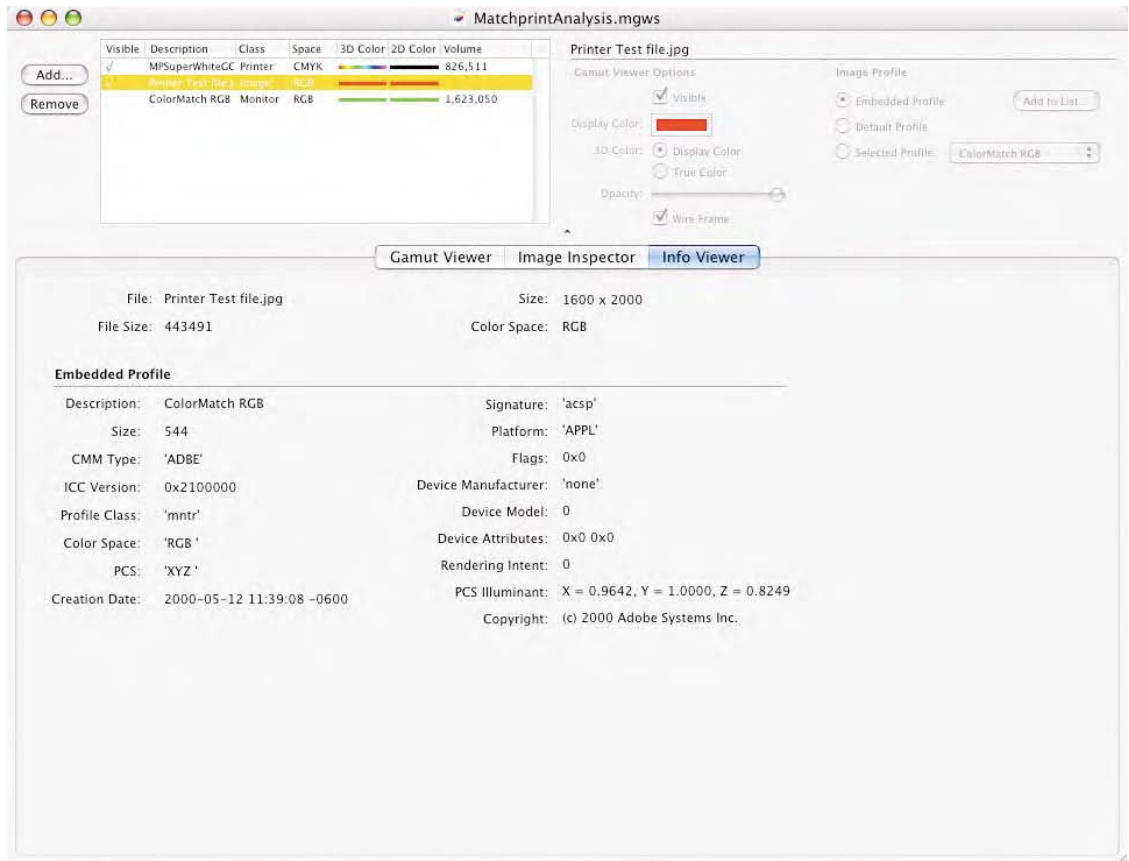 MatchprintAnalysis.mgws
Add...
Remove
Visible Description Class Space 3D Color 2D Color Volume
√ MPSuperWhiteGC Printer CMYK 826,511
√ Printer Test file.j Image RGB
ColorMatch RGB Monitor RGB 1,623,050
Printer Test file.jpg
Gamut Viewer Options
Visible
Display Color:
3D Color: Display Color
True Color
Opacity:
Wire Frame
Image Profile
Embedded Profile Add to List...
Default Profile
Selected Profile: ColorMatch RGB
Gamut Viewer Image Inspector Info Viewer
File: Printer Test file.jpg
File Size: 443491
Size: 1600 x 2000
Color Space: RGB
Embedded Profile
Description: ColorMatch RGB
Size: 544
CMM Type: 'ADBE'
ICC Version: 0x2100000
Profile Class: 'mntr'
Color Space: 'RGB '
PCS: 'XYZ '
Creation Date: 2000-05-12 11:39:08 -0600
Signature: 'acsp'
Platform: 'APPL'
Flags: 0x0
Device Manufacturer: 'none'
Device Model: 0
Device Attributes: 0x0 0x0
Rendering Intent: 0
PCS Illuminant: X = 0.9642, Y = 1.0000, Z = 0.8249
Copyright: (c) 2000 Adobe Systems Inc.